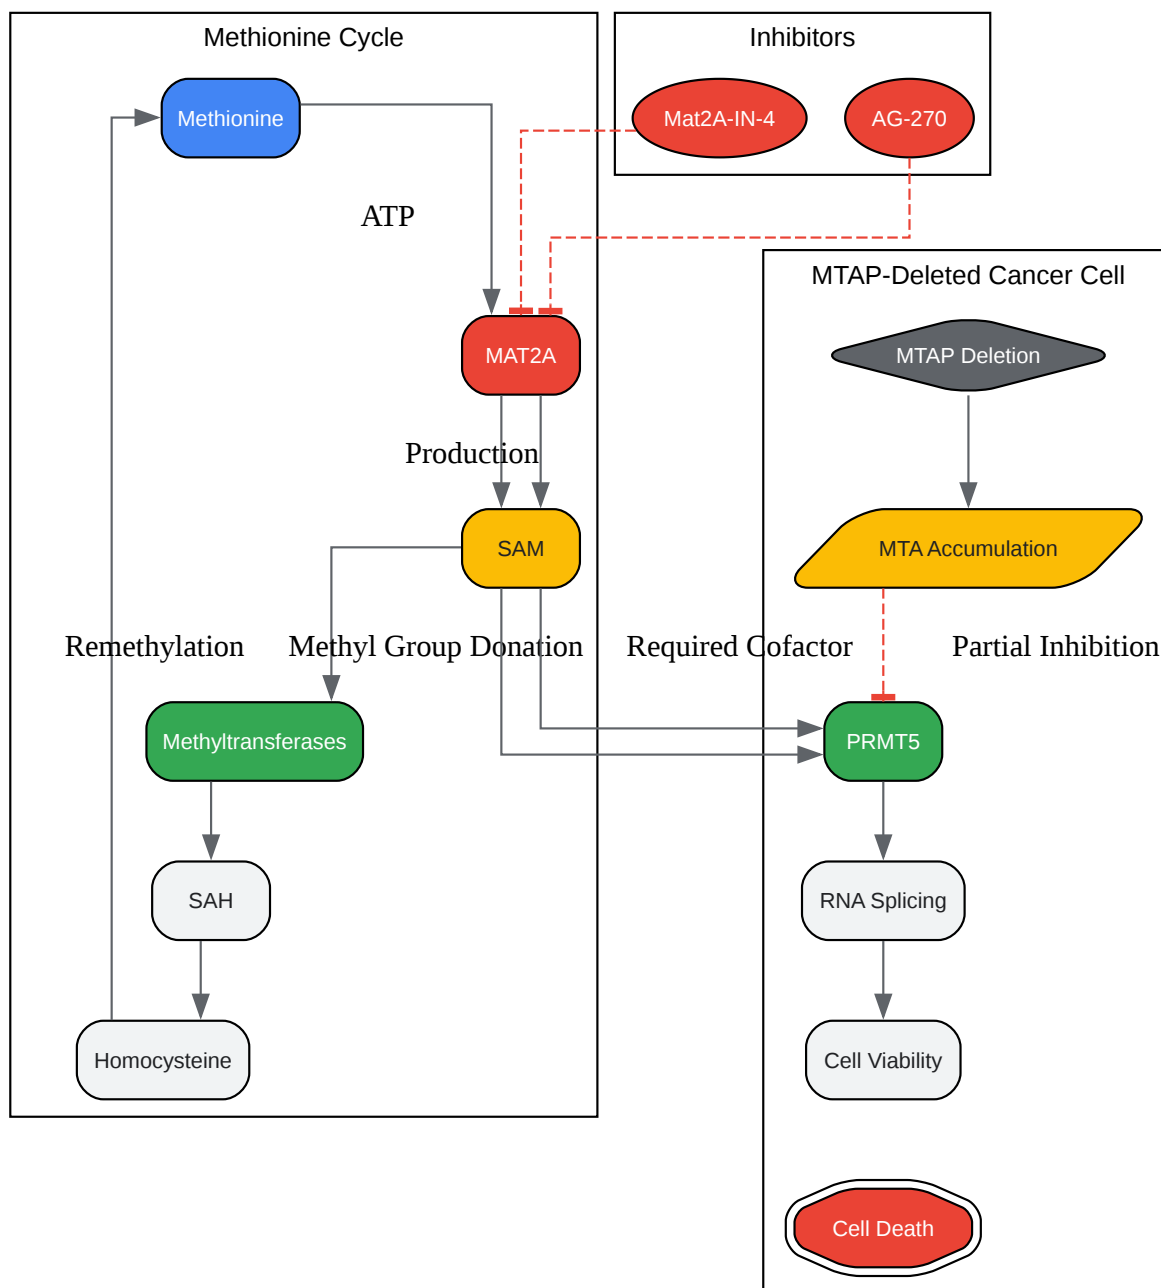 Methionine Cycle
Inhibitors
Methionine
Mat2A-IN-4
AG-270
ATP
MTAP-Deleted Cancer Cell
MAT2A
MTAP Deletion
Production
SAM
MTA Accumulation
Remethylation
Methyl Group Donation
Required Cofactor
Partial Inhibition
Methyltransferases
PRMT5
SAH
RNA Splicing
Homocysteine
Cell Viability
Cell Death